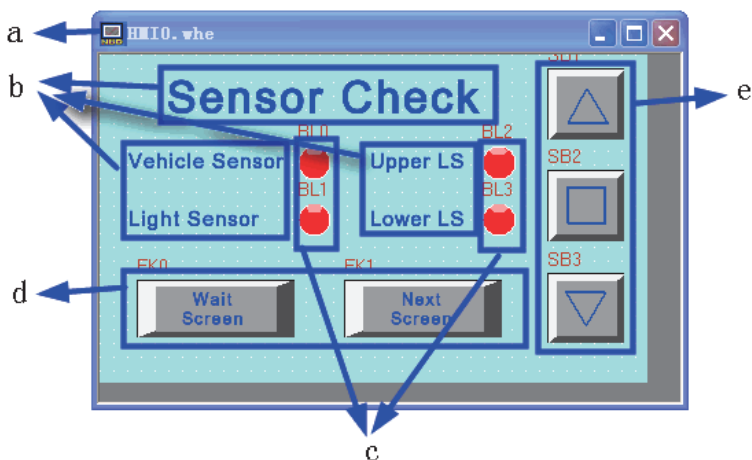 a
HMI0.whe
b
Sensor Check
SB1
e
BL0
BL2
Vehicle Sensor
Upper LS
BL1
BL3
SB2
Light Sensor
Lower LS
FK0
FK1
SB3
d
Wait
Screen
Next
Screen
c